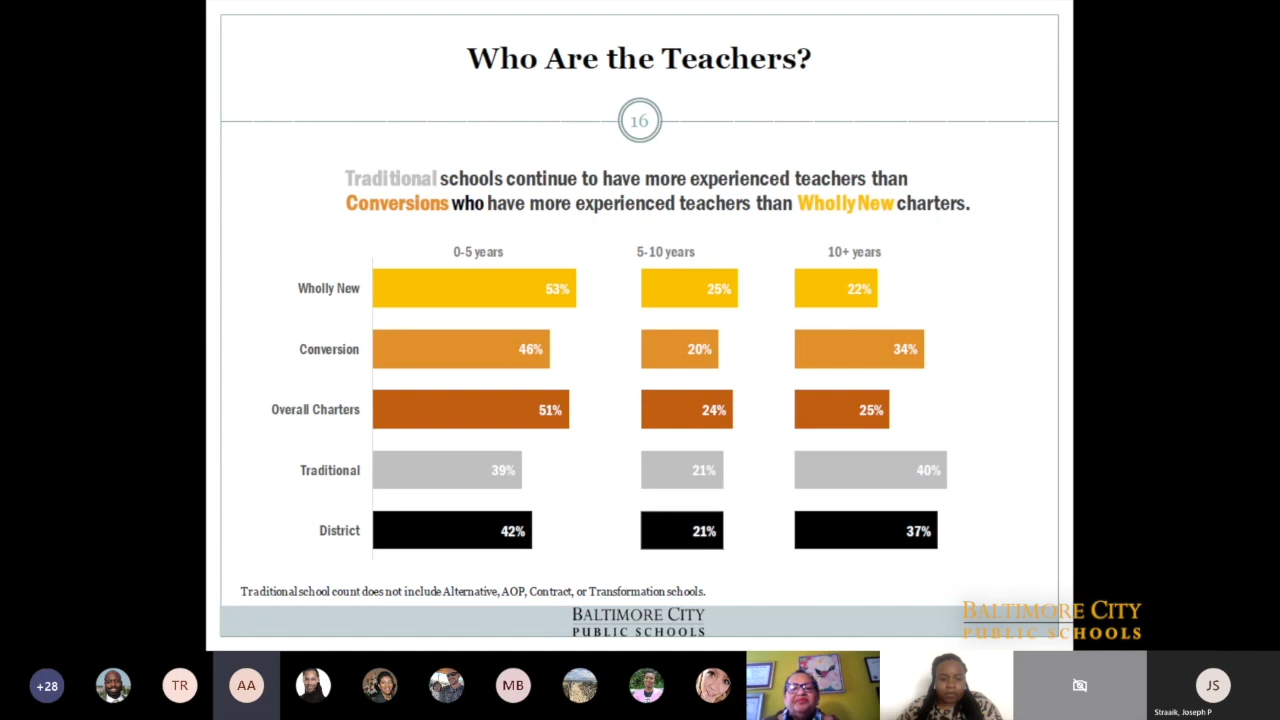 Who Are the Teachers?
16
Traditional schools continue to have more experienced teachers than
Conversions who have more experienced teachers than Wholly New charters.
0-5 years 5-10 years 10+ years
Wholly New 53% 25% 22%
Conversion 46% 20% 34%
Overall Charters 51% 24% 25%
Traditional 39% 21% 40%
District 42% 21% 37%
Traditional school count does not include Alternative, AOP, Contract, or Transformation schools.
BALTIMORE CITY
PUBLIC SCHOOLS
BALTIMORE CITY
PUBLIC SCHOOLS
+28 TR AA MB JS
Straaik, Joseph P